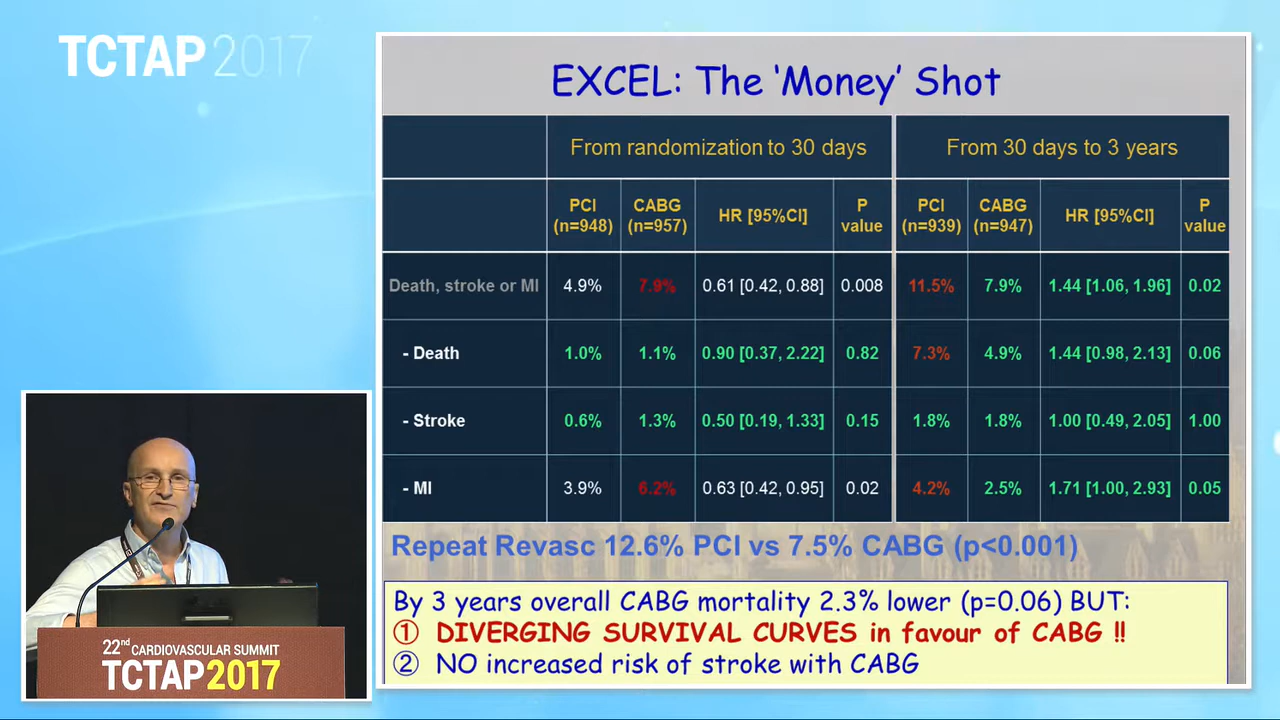 TCTAP 2017
EXCEL: The ‘Money’ Shot
From randomization to 30 days
From 30 days to 3 years
PCI (n=948)
CABG (n=957)
HR [95%CI]
P value
PCI (n=939)
CABG (n=947)
HR [95%CI]
P value
Death, stroke or MI 4.9% 7.9% 0.61 [0.42, 0.88] 0.008 11.5% 7.9% 1.44 [1.06, 1.96] 0.02
- Death 1.0% 1.1% 0.90 [0.37, 2.22] 0.82 7.3% 4.9% 1.44 [0.98, 2.13] 0.06
- Stroke 0.6% 1.3% 0.50 [0.19, 1.33] 0.15 1.8% 1.8% 1.00 [0.49, 2.05] 1.00
- MI 3.9% 6.2% 0.63 [0.42, 0.95] 0.02 4.2% 2.5% 1.71 [1.00, 2.93] 0.05
Repeat Revasc 12.6% PCI vs 7.5% CABG (p<0.001)
By 3 years overall CABG mortality 2.3% lower (p=0.06) BUT:
① DIVERGING SURVIVAL CURVES in favour of CABG !!
② NO increased risk of stroke with CABG
22nd CARDIOVASCULAR SUMMIT
TCTAP2017